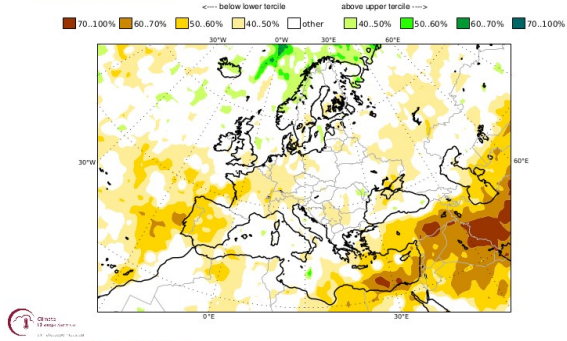 <---- below lower tercile above upper tercile ---->
70..100% 60..70% 50..60% 40..50% other 40..50% 50..60% 60..70% 70..100%
30°W 0°W 30°E 60°E
30°W 60°E
0°E 30°E
Climate